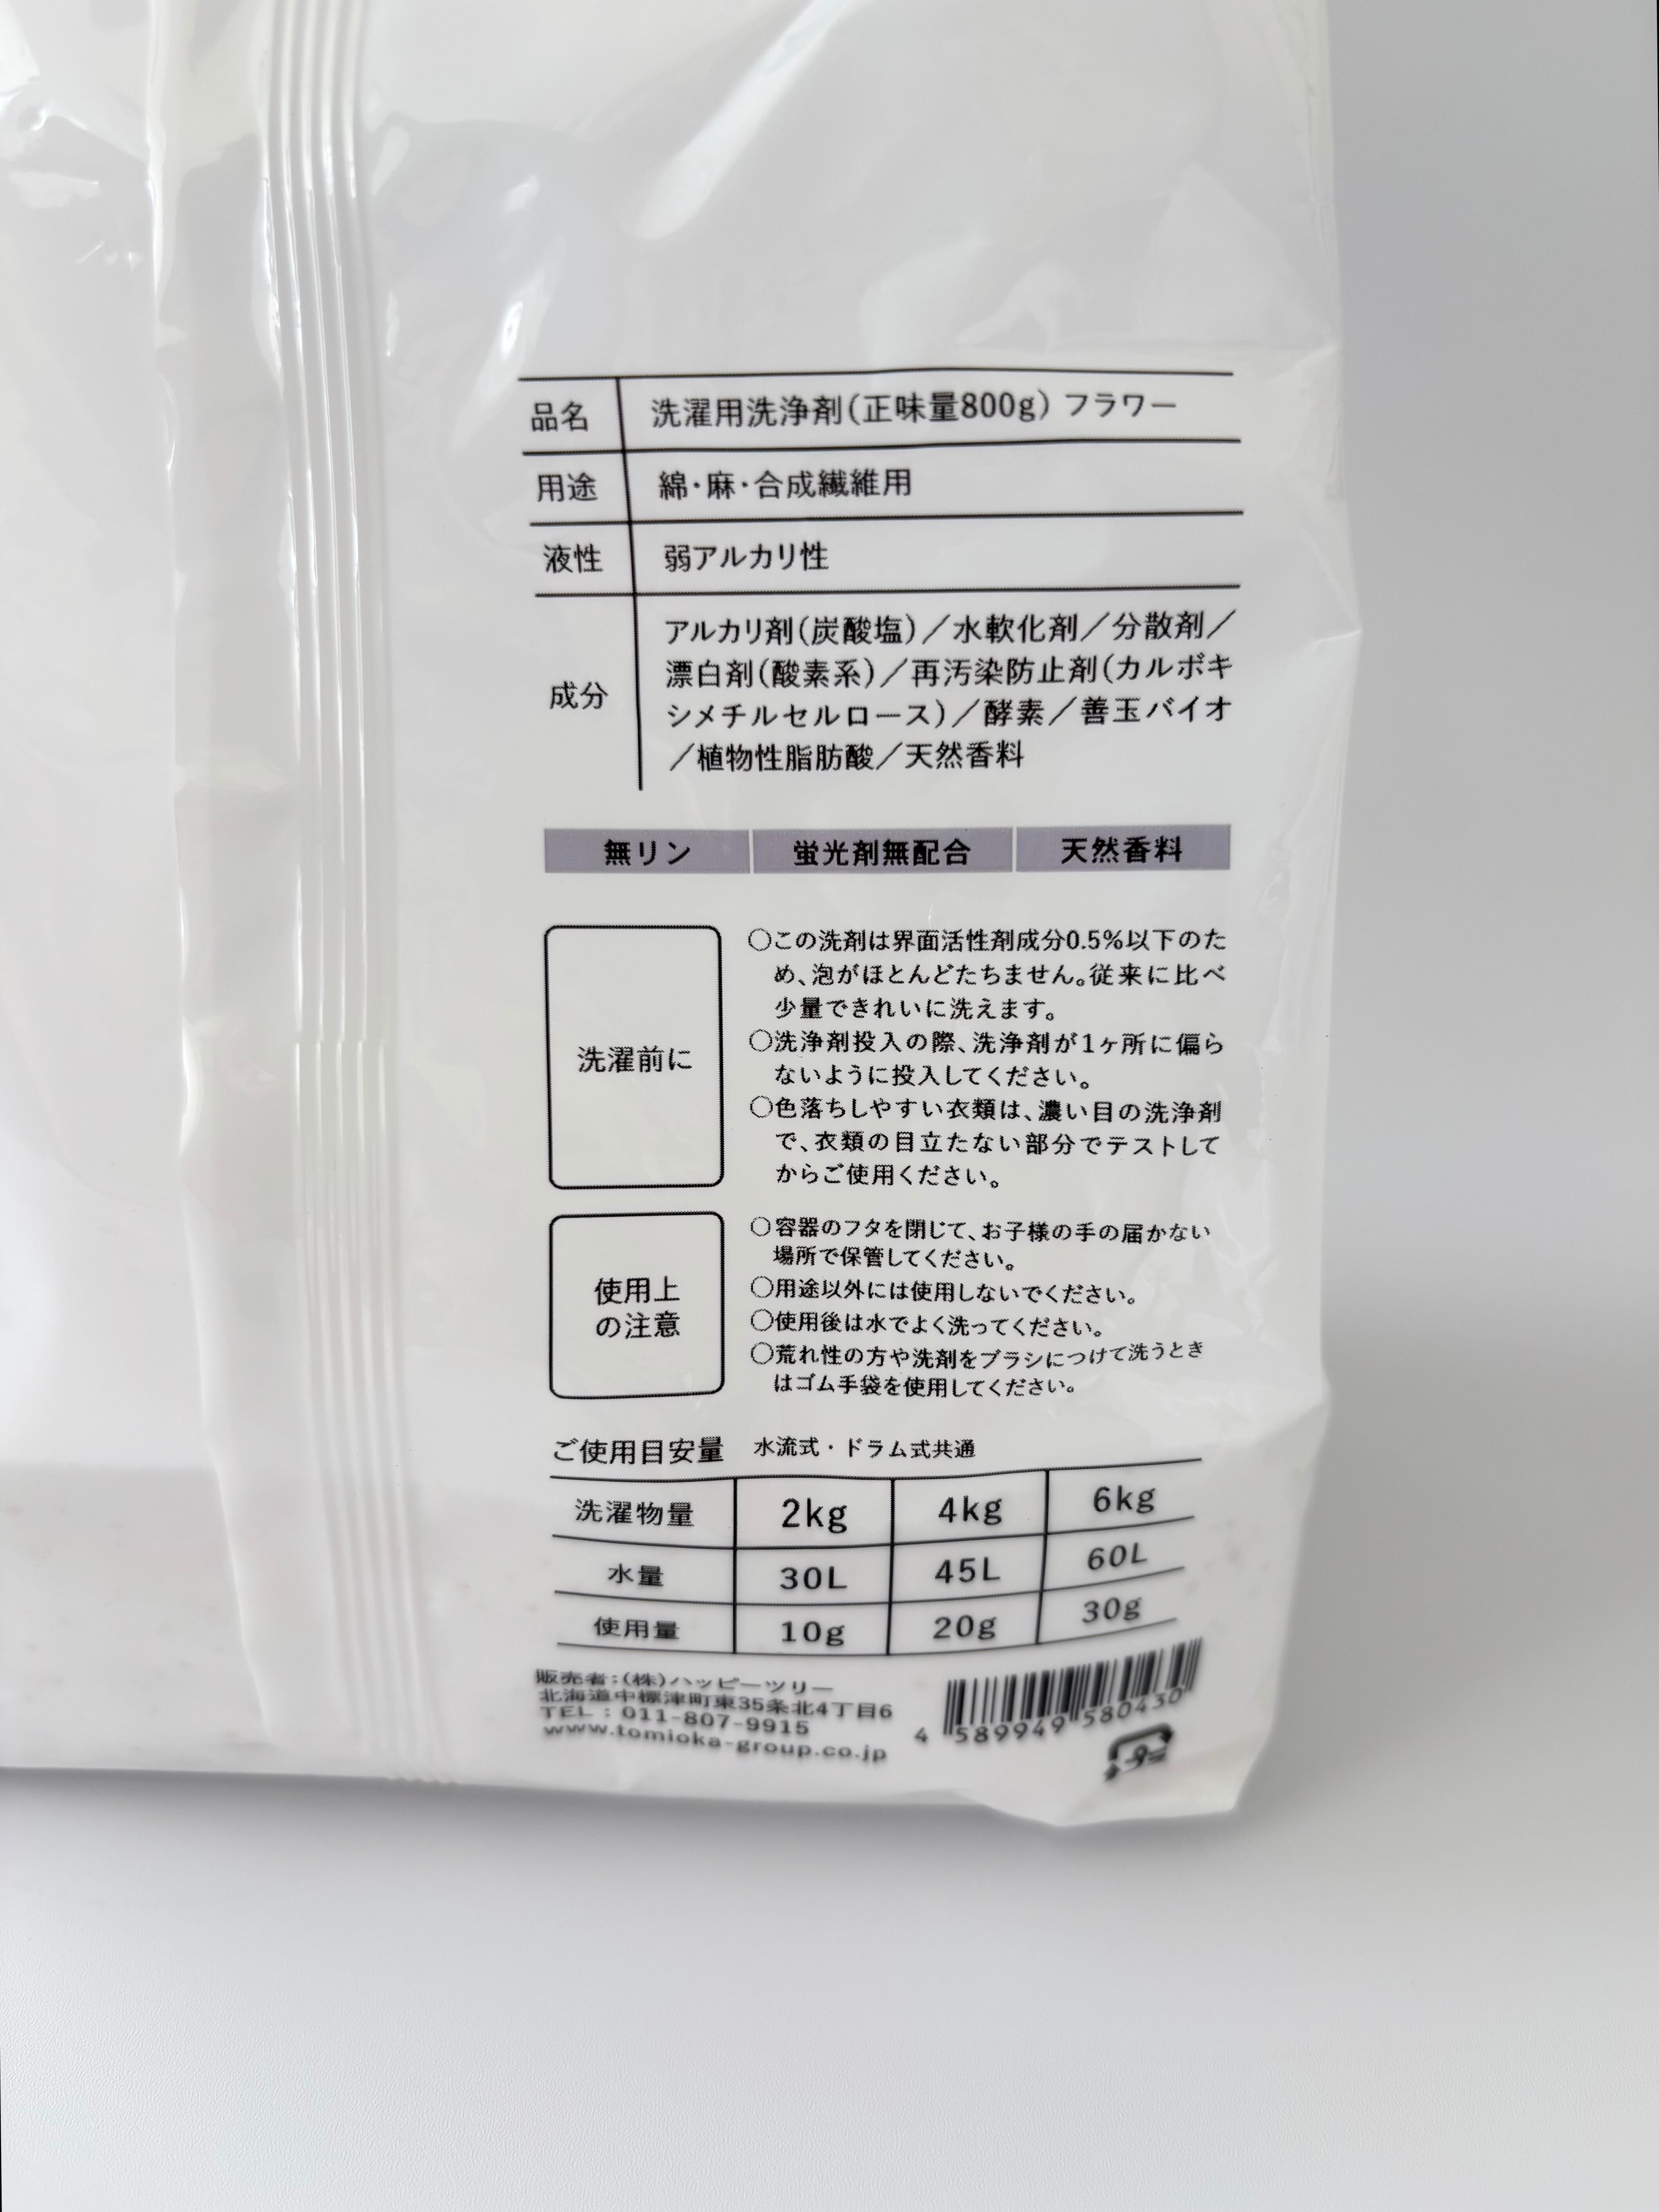 品名 洗濯用洗浄剤(正味量800g) フラワー
用途 綿・麻・合成繊維用
液性 弱アルカリ性
成分 アルカリ剤(炭酸塩)／水軟化剤／分散剤／
漂白剤(酸素系)／再汚染防止剤(カルボキ
シメチルセルロース)／酵素／善玉バイオ
／植物性脂肪酸／天然香料
無リン 蛍光剤無配合 天然香料
洗濯前に
○この洗剤は界面活性剤成分0.5%以下のた
め、泡がほとんどたちません。従来に比べ
少量できれいに洗えます。
○洗浄剤投入の際、洗浄剤が1ヶ所に偏ら
ないように投入してください。
○色落ちしやすい衣類は、濃い目の洗浄剤
で、衣類の目立たない部分でテストして
からご使用ください。
使用上
の注意
○容器のフタを閉じて、お子様の手の届かない
場所で保管してください。
○用途以外には使用しないでください。
○使用後は水でよく洗ってください。
○荒れ性の方や洗剤をブラシにつけて洗うとき
はゴム手袋を使用してください。
ご使用目安量 水流式・ドラム式共通
洗濯物量 2kg 4kg 6kg
水量 30L 45L 60L
使用量 10g 20g 30g
販売者:(株)ハッピーツリー
北海道中標津町東35条北4丁目6
TEL : 011-807-9915
www.tomioka-group.co.jp
4 589949 580430